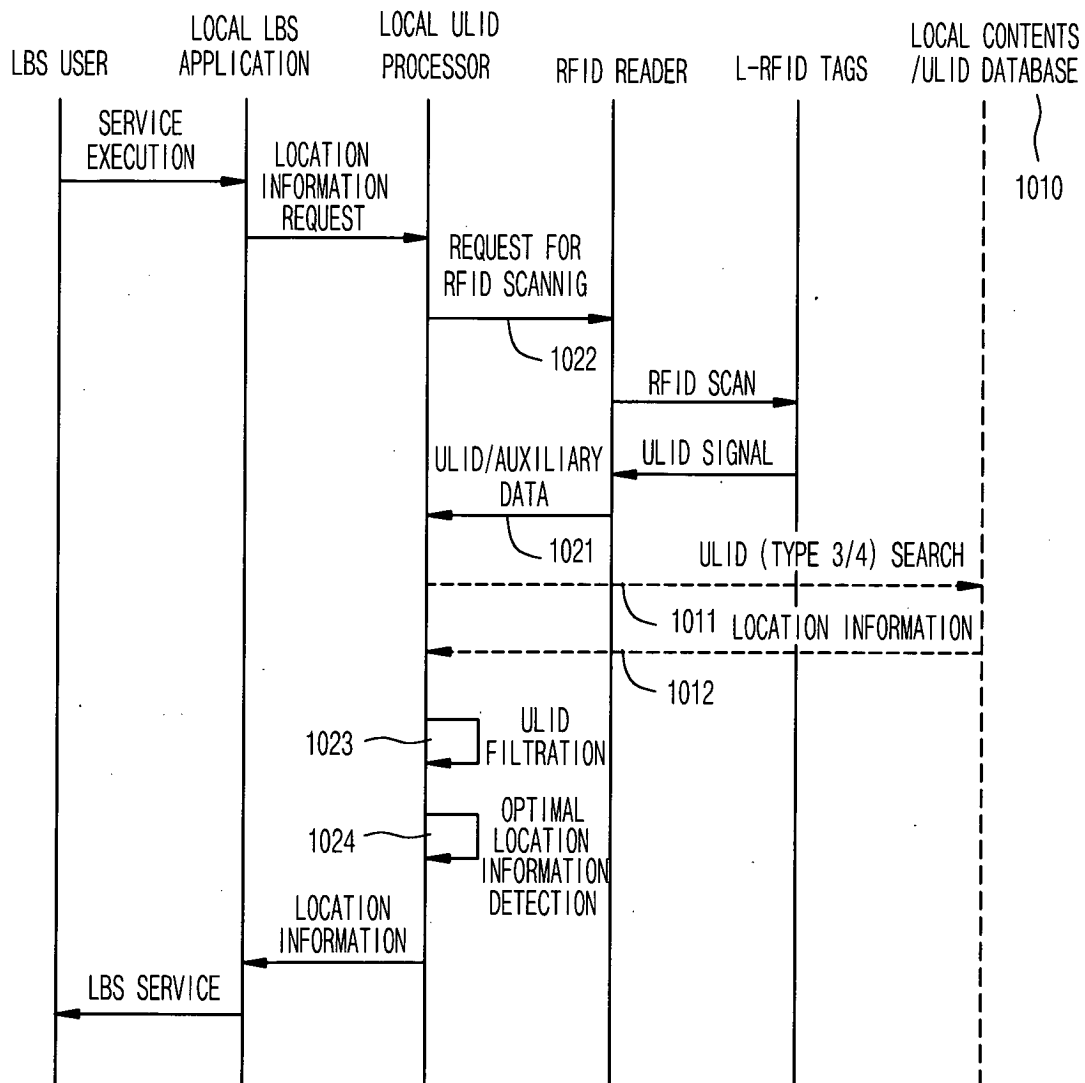 LBS USER
LOCAL LBS
APPLICATION
LOCAL ULID
PROCESSOR
RFID READER
L-RFID TAGS
LOCAL CONTENTS
/ULID DATABASE
1010
SERVICE
EXECUTION
LOCATION
INFORMATION
REQUEST
REQUEST FOR
RFID SCANNIG
1022
RFID SCAN
ULID SIGNAL
ULID/AUXILIARY
DATA
1021
ULID (TYPE 3/4) SEARCH
1011
LOCATION INFORMATION
1012
1023
ULID
FILTRATION
1024
OPTIMAL
LOCATION
INFORMATION
DETECTION
LOCATION
INFORMATION
LBS SERVICE